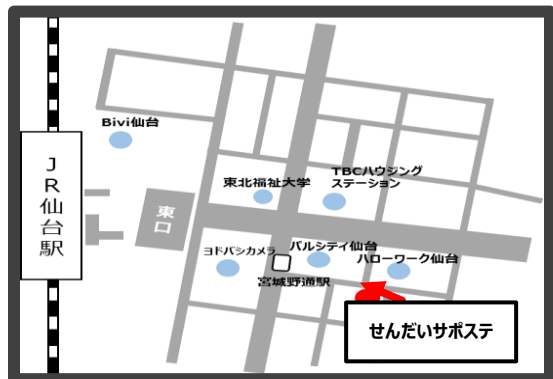 Bivi仙台
JR仙台駅
東口
東北福祉大学
TBCハウジング
ステーション
ヨドバシカメラ
パルシティ仙台
ハローワーク仙台
宮城野通駅
せんだいサポステ